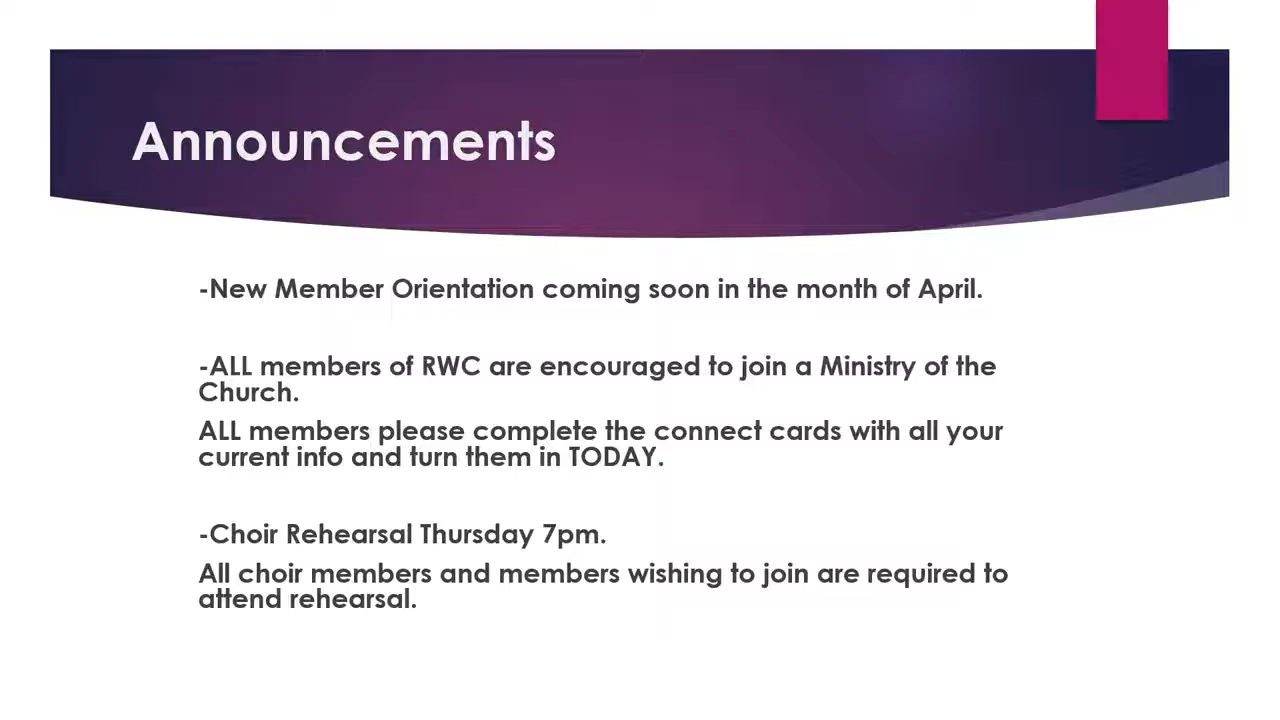 Announcements
-New Member Orientation coming soon in the month of April.
-ALL members of RWC are encouraged to join a Ministry of the
Church.
ALL members please complete the connect cards with all your
current info and turn them in TODAY.
-Choir Rehearsal Thursday 7pm.
All choir members and members wishing to join are required to
attend rehearsal.